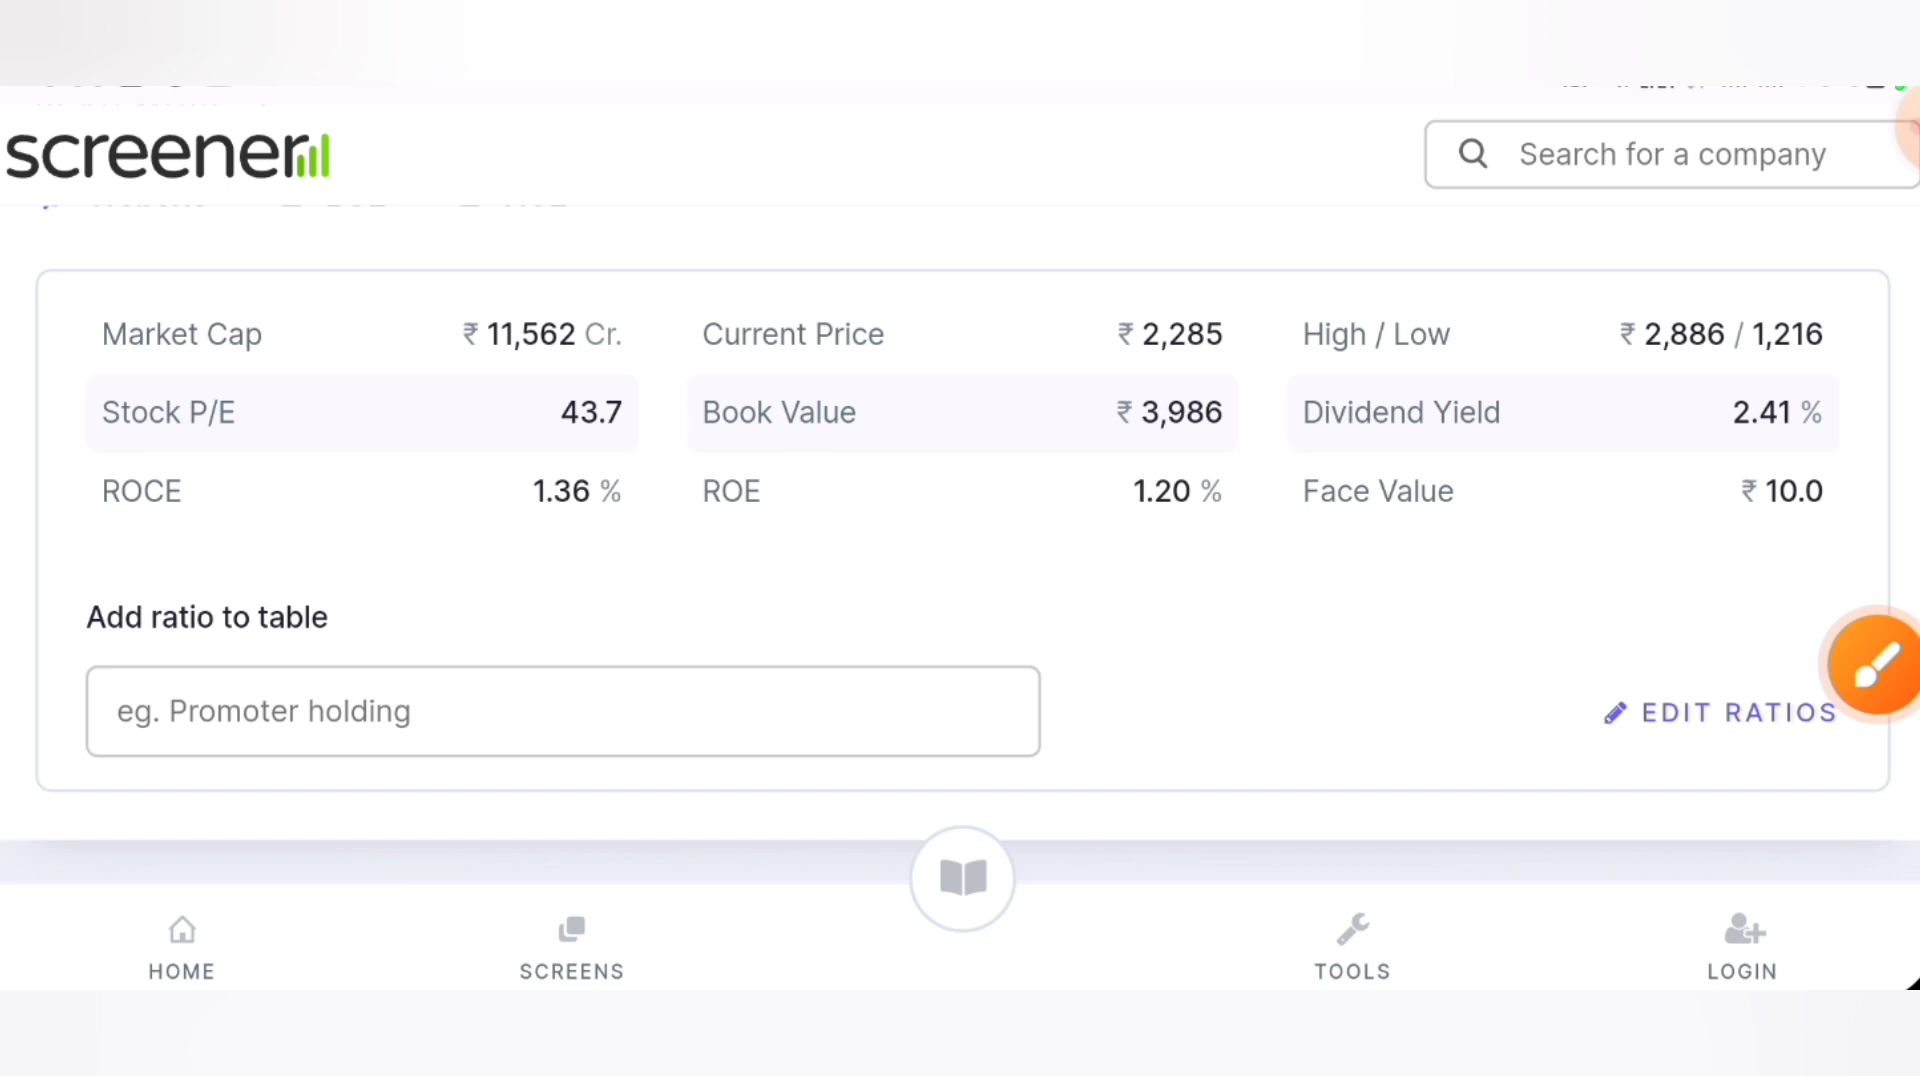 screener
Search for a company
Market Cap ₹ 11,562 Cr.
Current Price ₹ 2,285
High / Low ₹ 2,886 / 1,216
Stock P/E 43.7
Book Value ₹ 3,986
Dividend Yield 2.41 %
ROCE 1.36 %
ROE 1.20 %
Face Value ₹ 10.0
Add ratio to table
eg. Promoter holding
EDIT RATIOS
HOME
SCREENS
TOOLS
LOGIN